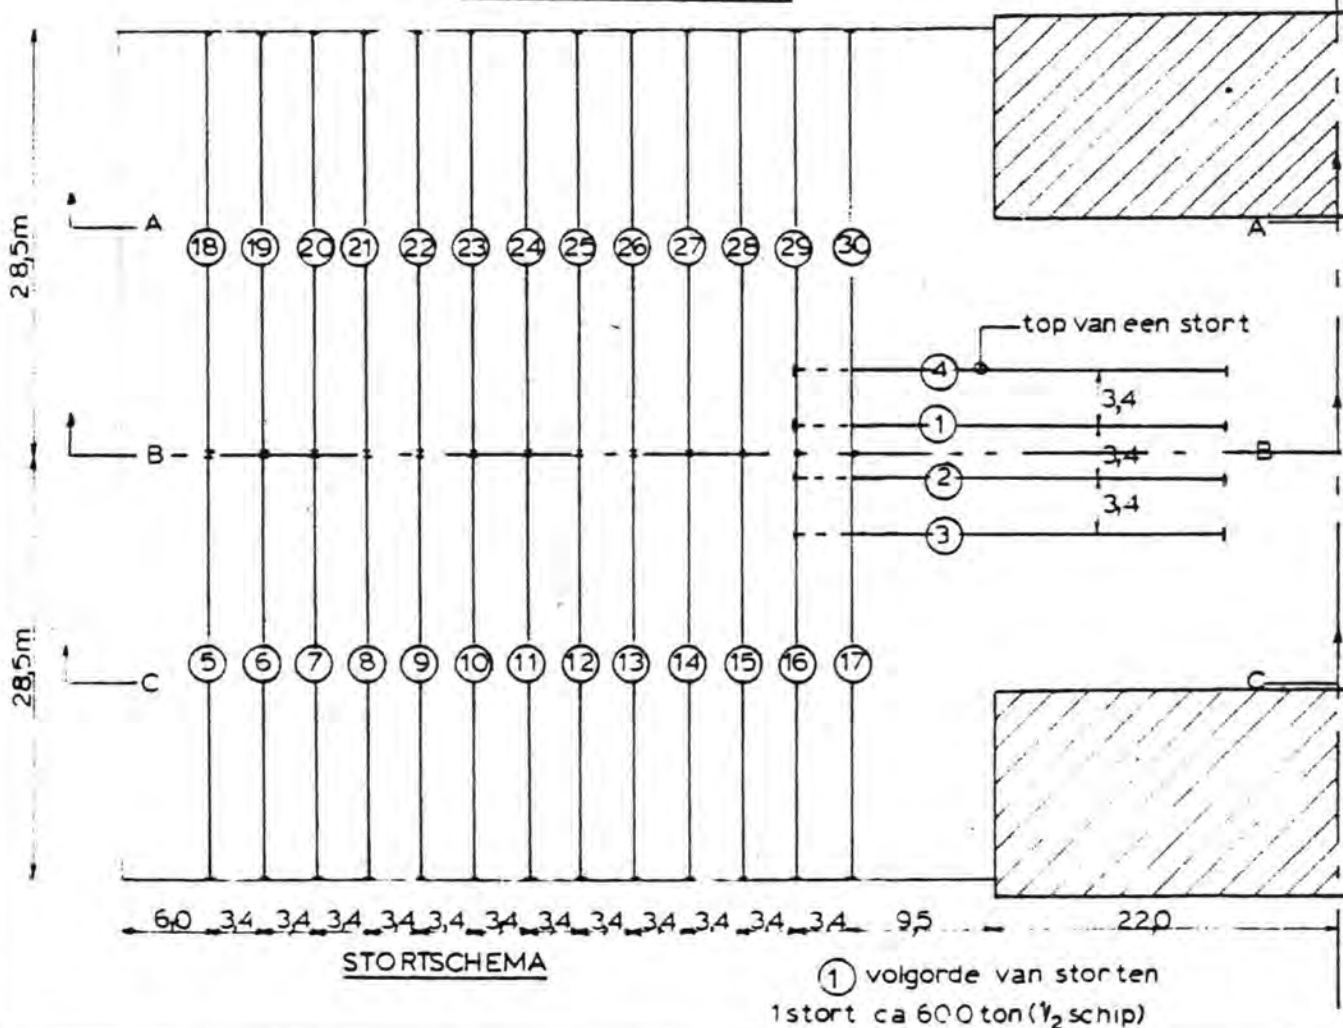 28,5m
A
18 19 20 21 22 23 24 25 26 27 28 29 30
A
top van een stort
4
3,4
1
B
3,4
B
2
3,4
3
28,5m
5 6 7 8 9 10 11 12 13 14 15 16 17
C
C
6,0 3,4 3,4 3,4 3,4 3,4 3,4 3,4 3,4 3,4 3,4 3,4 3,4 9,5 22,0
STORTSCHEMA
1 volgorde van storten
1 stort ca 600 ton (1/2 schip)